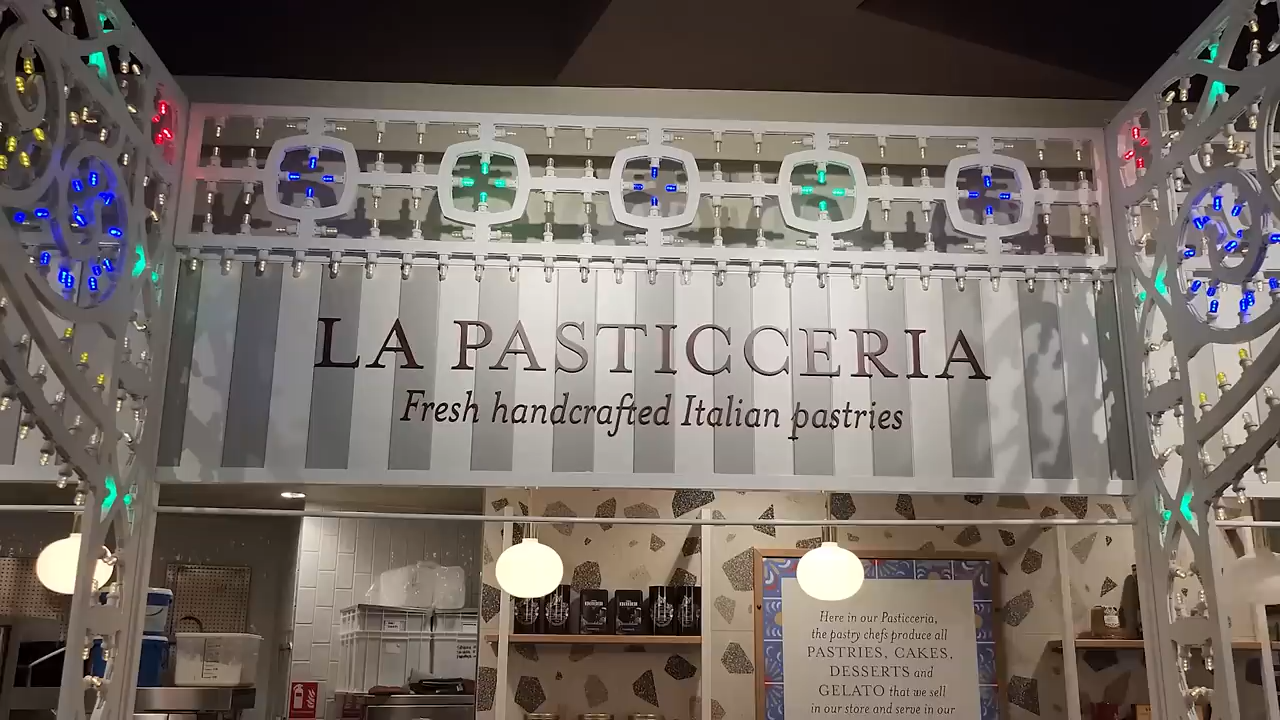 LA PASTICCERIA
Fresh handcrafted Italian pastries
Here in our Pasticceria,
the pastry chefs produce all
PASTRIES, CAKES,
DESSERTS and
GELATO that we sell
in our store and serve in our